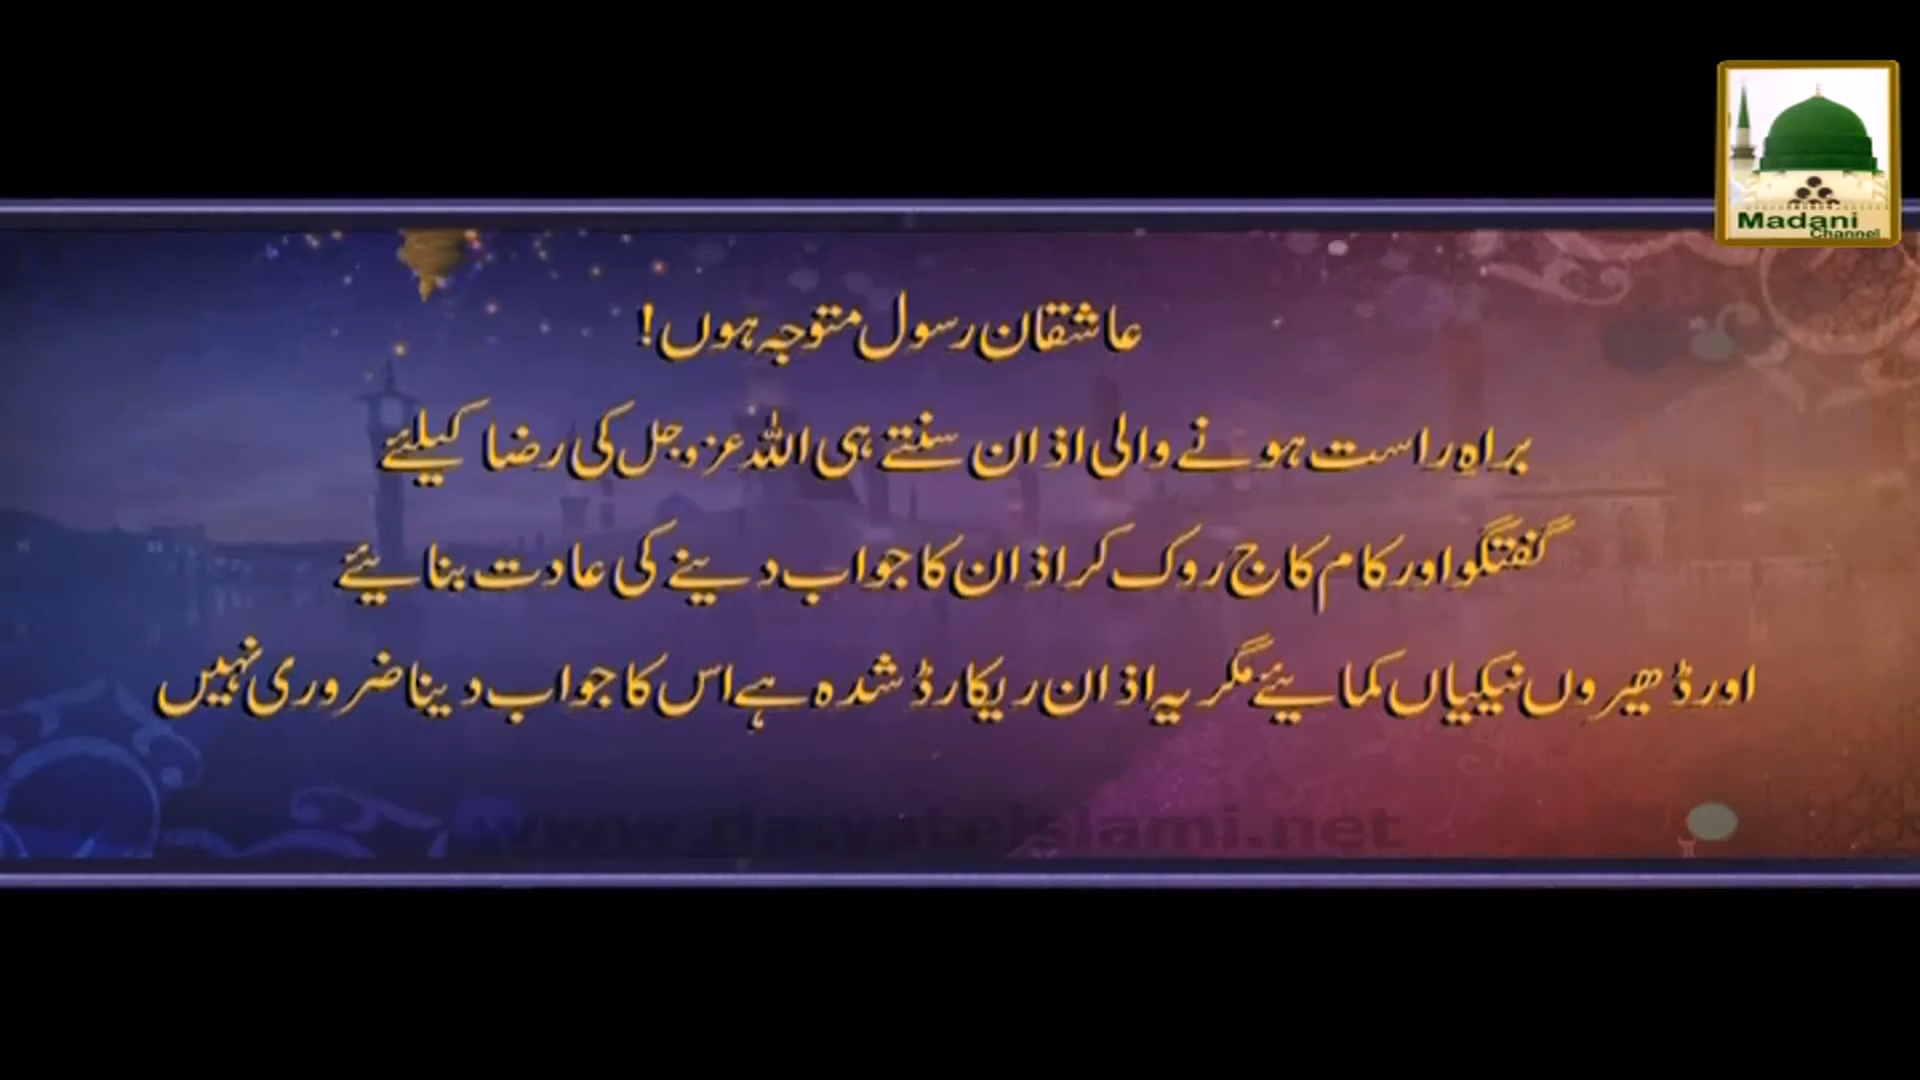 Madani
Channel
عاشقان رسول متوجہ ہوں!
براہ راست ہونے والی اذان سنتے ہی اللہ عزوجل کی رضا کیلئے
گفتگو اور کام کاج روک کر اذان کا جواب دینے کی عادت بنایئے
اور ڈھیروں نیکیاں کمایئے مگر یہ اذان ریکارڈ شدہ ہے اس کا جواب دینا ضروری نہیں
www.dawateislami.net